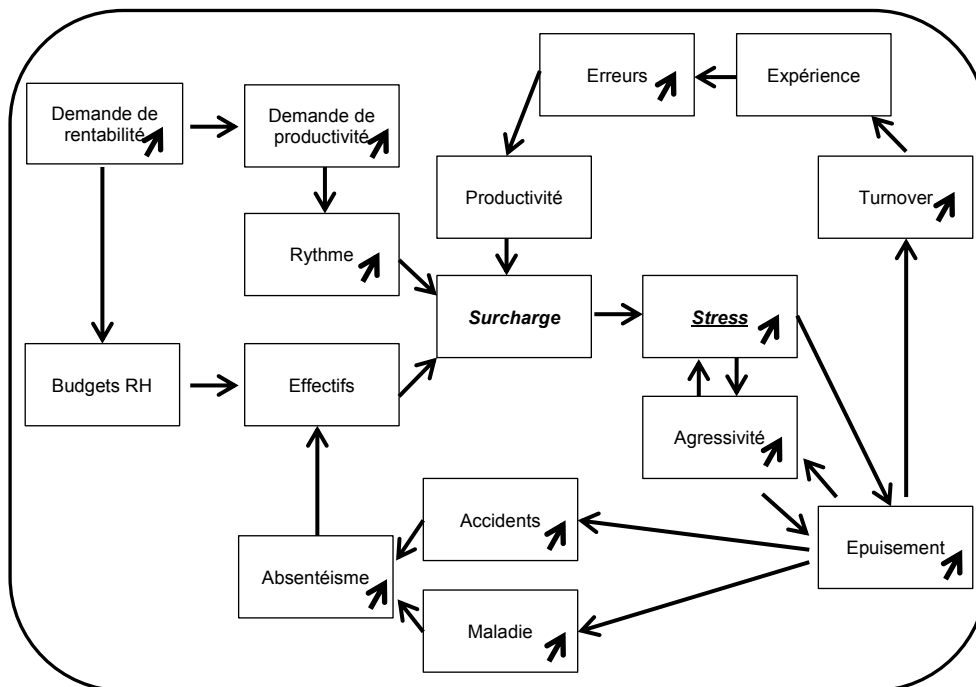 Erreurs
Expérience
Demande de
rentabilité
Demande de
productivité
Productivité
Turnover
Rythme
Surcharge
Stress
Budgets RH
Effectifs
Agressivité
Accidents
Epuisement
Absentéisme
Maladie